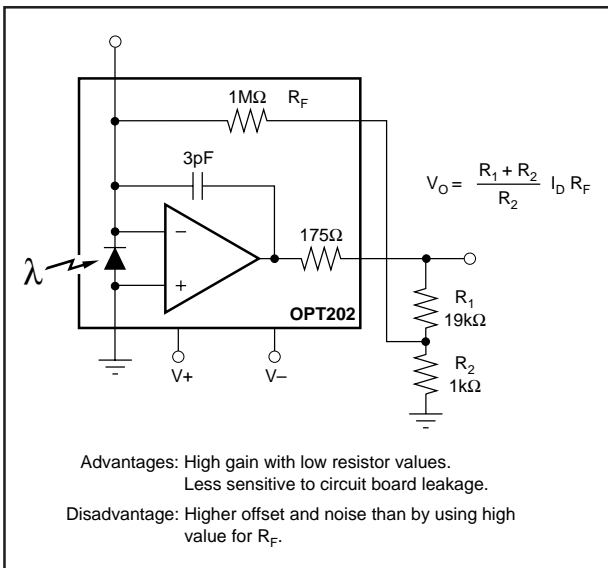 1MΩ R_F
3pF
V_O = (R_1 + R_2) / R_2 I_D R_F
−
175Ω
λ
+
R_1
19kΩ
OPT202
V+ V–
R_2
1kΩ
Advantages: High gain with low resistor values.
Less sensitive to circuit board leakage.
Disadvantage: Higher offset and noise than by using high
value for R_F.